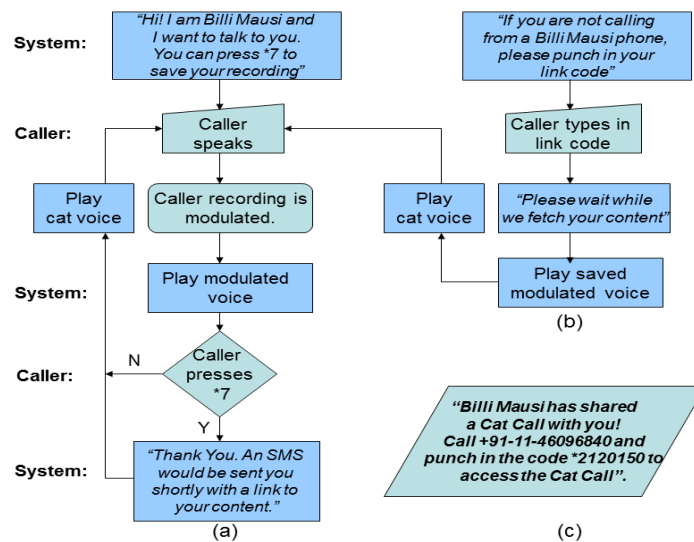 System:
“Hi! I am Billi Mausi and
I want to talk to you.
You can press *7 to
save your recording”
Caller:
Caller
speaks
Play
cat voice
Caller recording is
modulated.
System:
Play modulated
voice
N
Caller:
Caller
presses
*7
Y
System:
“Thank You. An SMS
would be sent you
shortly with a link to
your content.”
(a)
“If you are not calling
from a Billi Mausi phone,
please punch in your
link code”
Caller types in
link code
Play
cat voice
“Please wait while
we fetch your content”
Play saved
modulated voice
(b)
“Billi Mausi has shared
a Cat Call with you!
Call +91-11-46096840 and
punch in the code *2120150 to
access the Cat Call”.
(c)